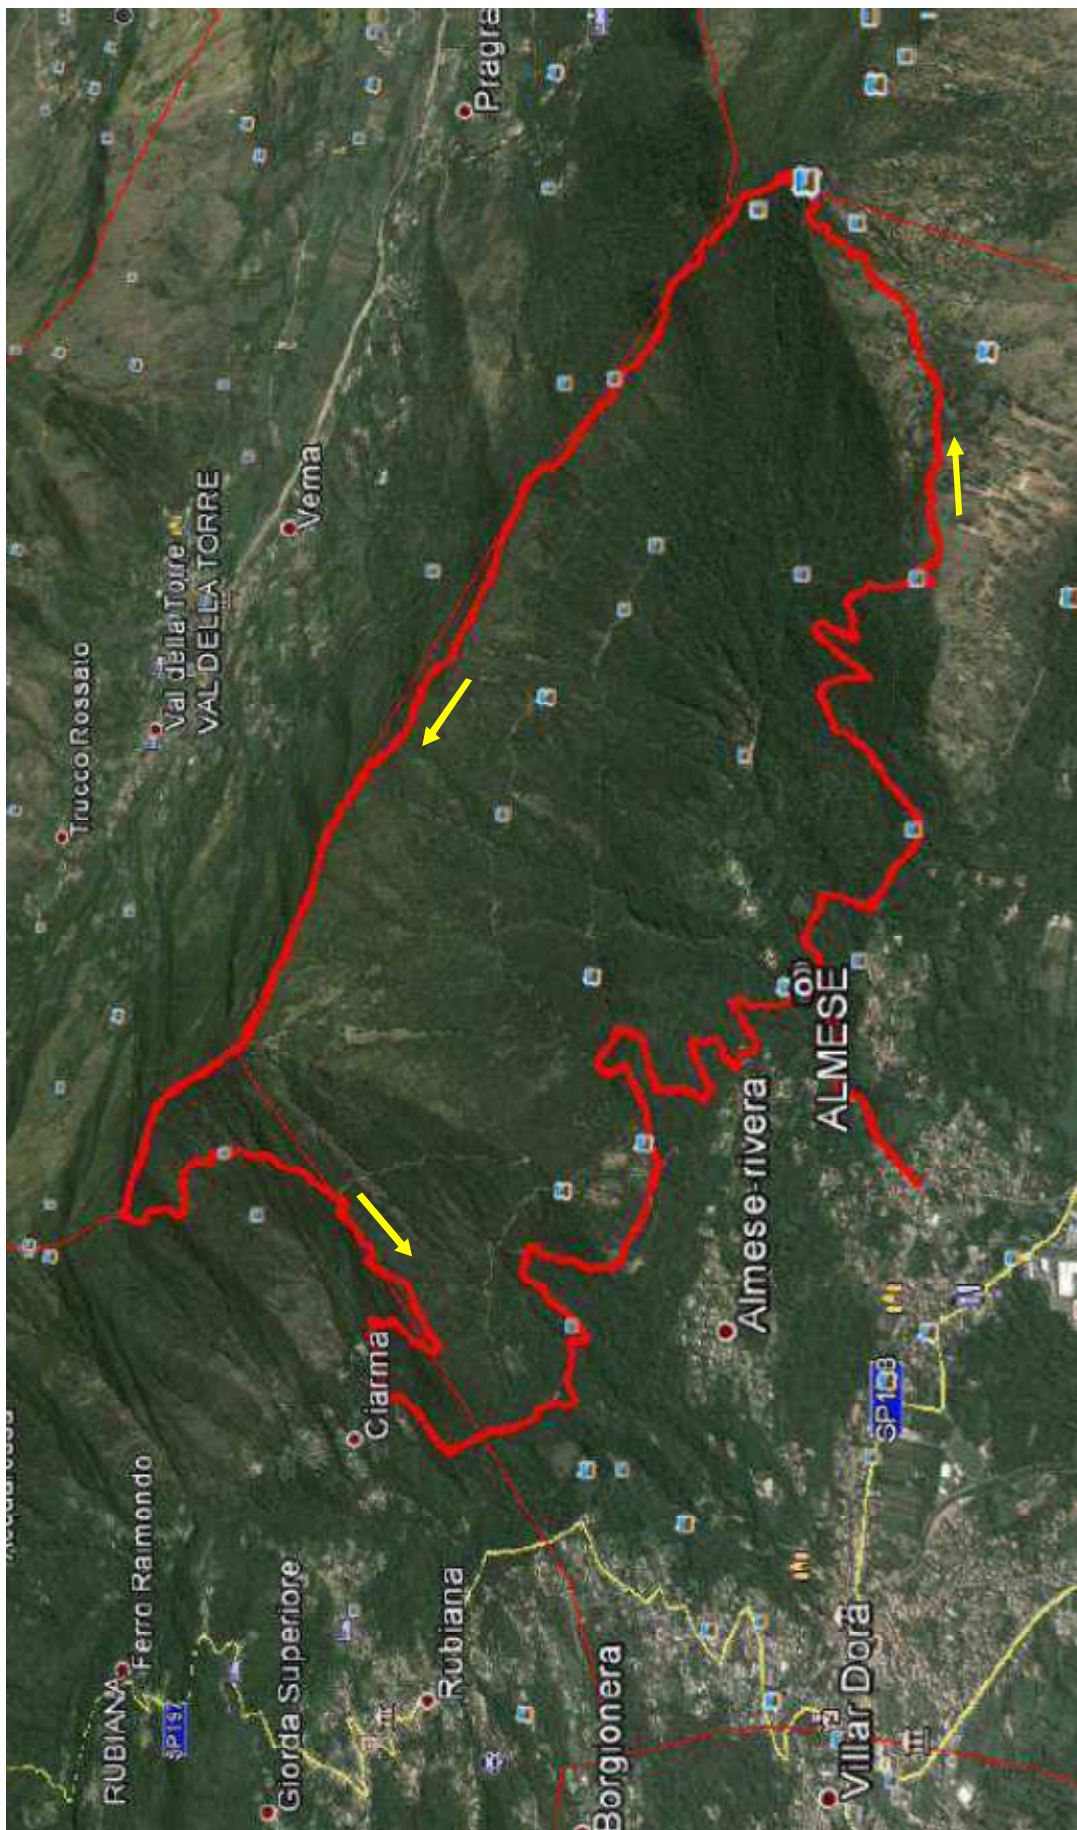 Pragra
Verna
Val della Torre
VAL DELLA TORRE
Trucco Rossato
ALMESE
Almese-rivera
Ciarma
SP198
Ferro Raimondo
RUBIANA
SP197
Giorda Superiore
Rubiana
Borgionera
Villar Dora